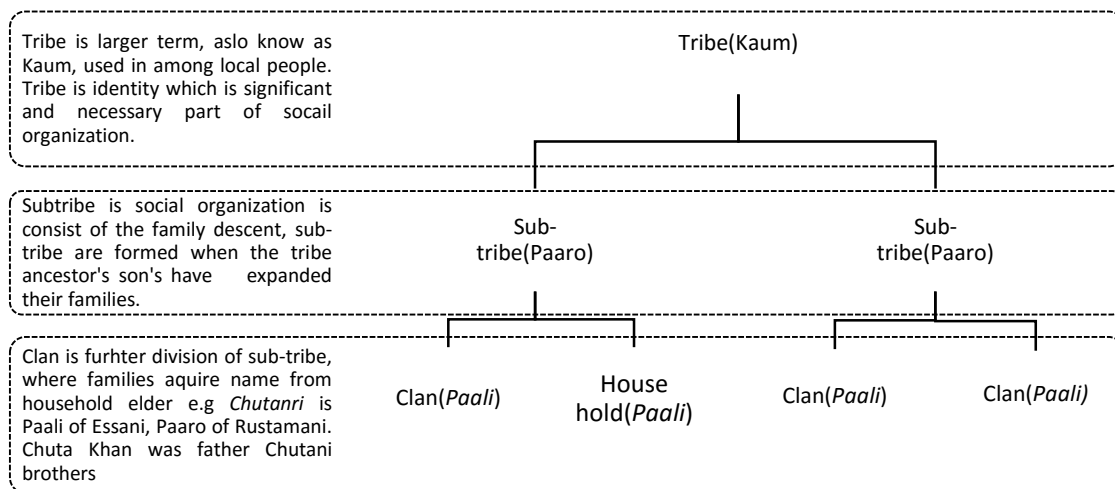 Tribe is larger term, aslo know as
Kaum, used in among local people.
Tribe is identity which is significant
and necessary part of socail
organization.
Tribe(Kaum)
Subtribe is social organization is
consist of the family descent, sub-
tribe are formed when the tribe
ancestor's son's have expanded
their families.
Sub-
tribe(Paaro)
Sub-
tribe(Paaro)
Clan is furhter division of sub-tribe,
where families aquire name from
household elder e.g Chutanri is
Paali of Essani, Paaro of Rustamani.
Chuta Khan was father Chutani
brothers
Clan(Paali)
House
hold(Paali)
Clan(Paali)
Clan(Paali)